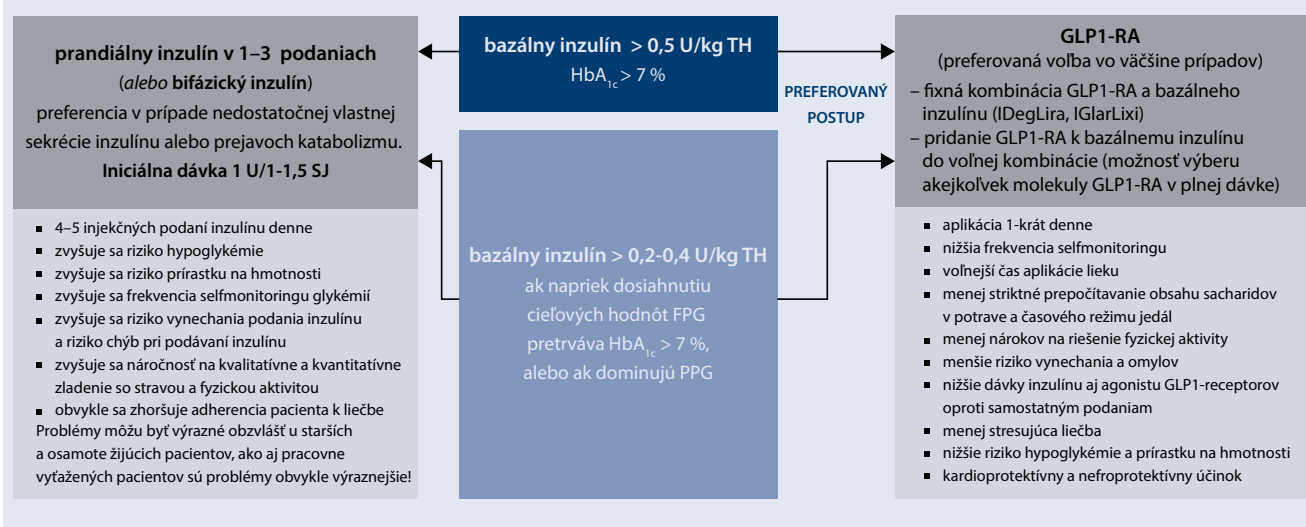 prandiálny inzulín v 1–3 podaniach
(alebo bifázický inzulín)
preferencia v prípade nedostatočnej vlastnej
sekrécie inzulínu alebo prejavoch katabolizmu.
Iniciálna dávka 1 U/1-1,5 SJ
▪ 4–5 injekčných podaní inzulínu denne
▪ zvyšuje sa riziko hypoglykémie
▪ zvyšuje sa riziko prírastku na hmotnosti
▪ zvyšuje sa frekvencia selfmonitoringu glykémií
▪ zvyšuje sa riziko vynechania podania inzulínu
a riziko chýb pri podávaní inzulínu
▪ zvyšuje sa náročnosť na kvalitatívne a kvantitatívne
zladenie so stravou a fyzickou aktivitou
▪ obvykle sa zhoršuje adherencia pacienta k liečbe
Problémy môžu byť výrazné obzvlášť u starších
a osamote žijúcich pacientov, ako aj pracovne
vyťažených pacientov sú problémy obvykle výraznejšie!
bazálny inzulín > 0,5 U/kg TH
HbA1c > 7 %
bazálny inzulín > 0,2-0,4 U/kg TH
ak napriek dosiahnutiu
cieľových hodnôt FPG
pretrváva HbA1c > 7 %,
alebo ak dominujú PPG
PREFEROVANÝ
POSTUP
GLP1-RA
(preferovaná voľba vo väčšine prípadov)
– fixná kombinácia GLP1-RA a bazálneho
inzulínu (IDegLira, IGlarLixi)
– pridanie GLP1-RA k bazálnemu inzulínu
do voľnej kombinácie (možnosť výberu
akejkoľvek molekuly GLP1-RA v plnej dávke)
▪ aplikácia 1-krát denne
▪ nižšia frekvencia selfmonitoringu
▪ voľnejší čas aplikácie lieku
▪ menej striktné prepočítavanie obsahu sacharidov
v potrave a časového režimu jedál
▪ menej nárokov na riešenie fyzickej aktivity
▪ menšie riziko vynechania a omylov
▪ nižšie dávky inzulínu aj agonistu GLP1-receptorov
oproti samostatným podaniam
▪ menej stresujúca liečba
▪ nižšie riziko hypoglykémie a prírastku na hmotnosti
▪ kardioprotektívny a nefroprotektívny účinok